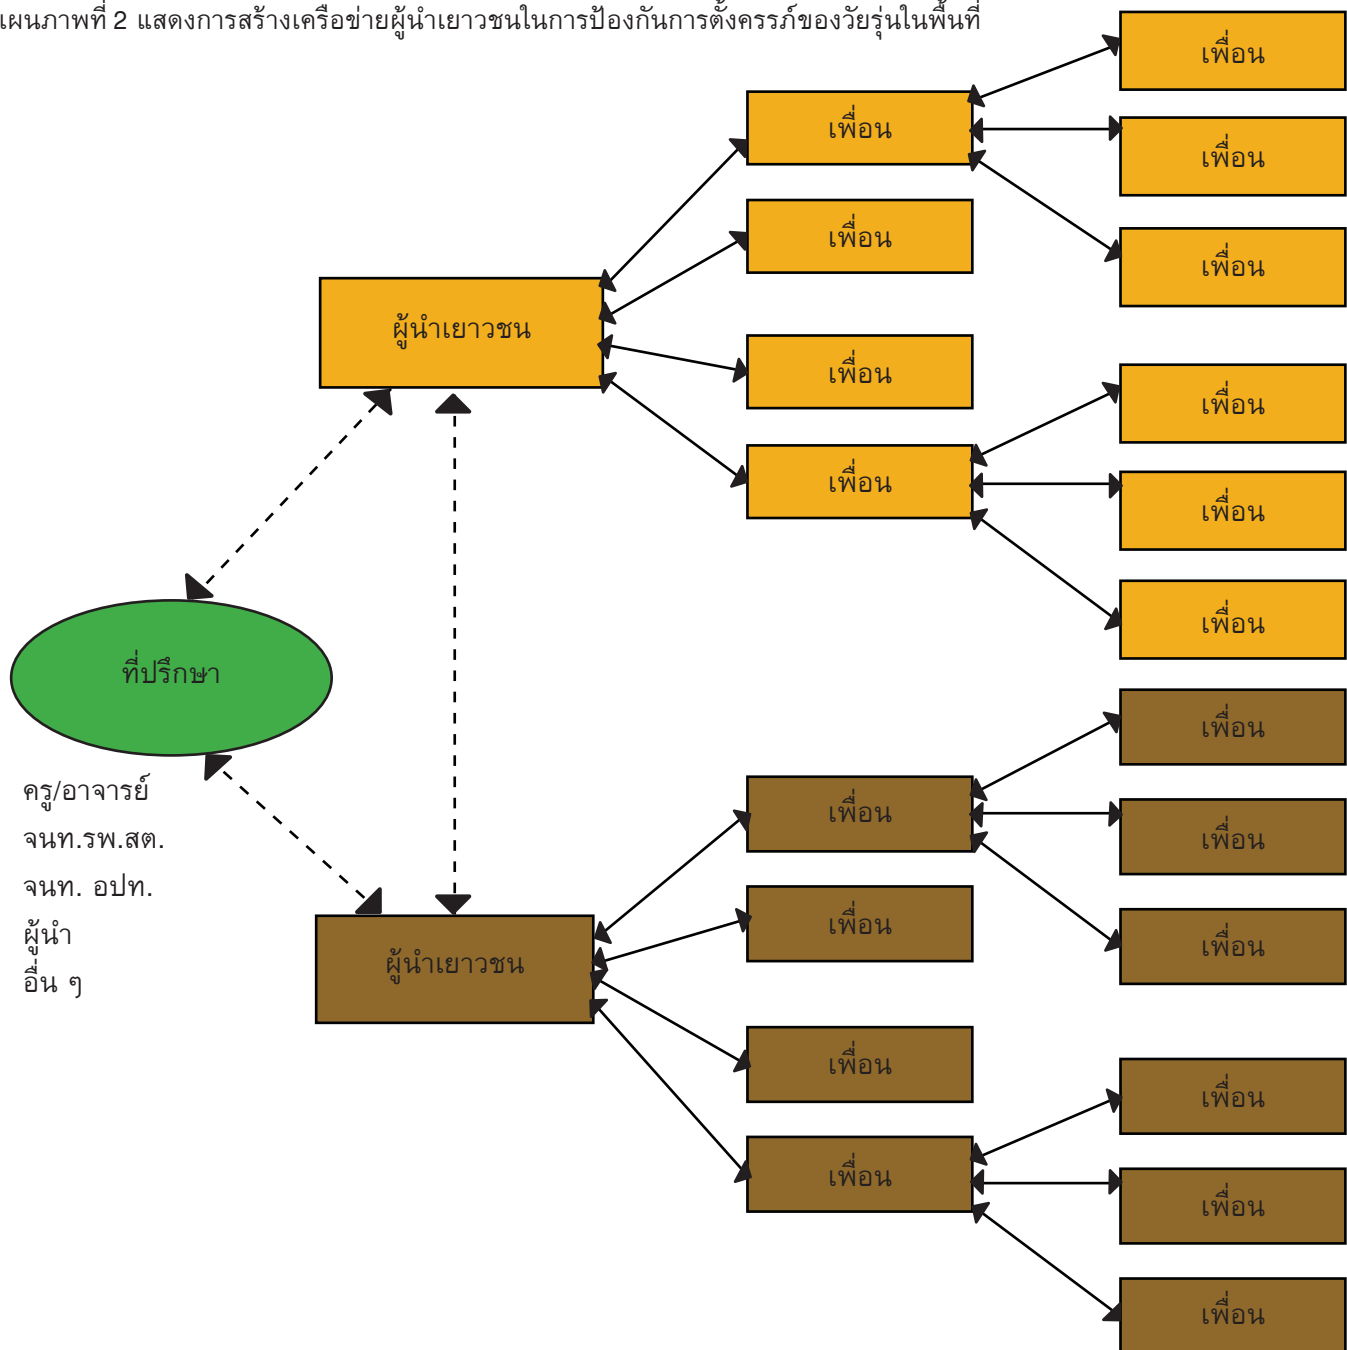 แผนภาพที่ 2 แสดงการสร้างเครือข่ายผู้นำเยาวชนในการป้องกันการตั้งครรภ์ของวัยรุ่นในพื้นที่
เพื่อน
เพื่อน
เพื่อน
เพื่อน
เพื่อน
ผู้นำเยาวชน
เพื่อน
เพื่อน
เพื่อน
เพื่อน
เพื่อน
ที่ปรึกษา
เพื่อน
ครู/อาจารย์
จนท.รพ.สต.
จนท. อปท.
ผู้นำ
อื่น ๆ
เพื่อน
เพื่อน
เพื่อน
เพื่อน
ผู้นำเยาวชน
เพื่อน
เพื่อน
เพื่อน
เพื่อน
เพื่อน